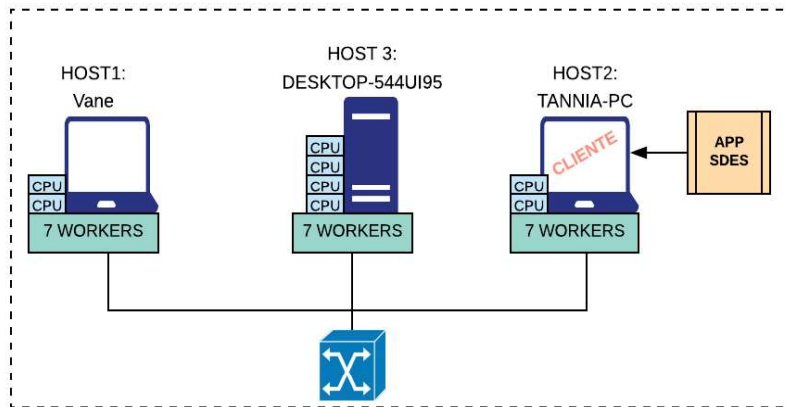 HOST1:
Vane
CPU
CPU
7 WORKERS
HOST 3:
DESKTOP-544UI95
CPU
CPU
CPU
CPU
7 WORKERS
HOST2:
TANNIA-PC
CLIENTE
CPU
CPU
7 WORKERS
APP
SDES